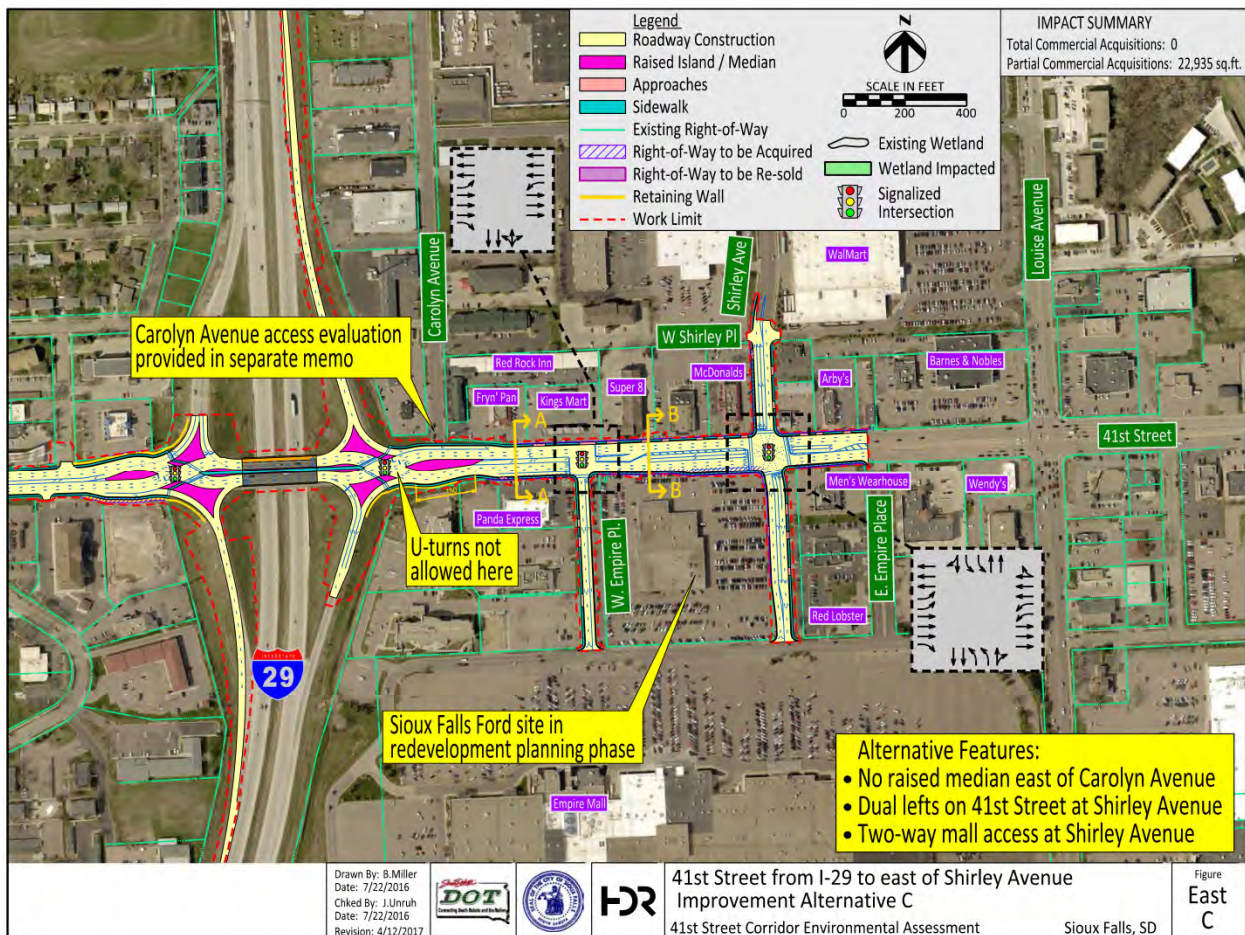 Legend
Roadway Construction
Raised Island / Median
Approaches
Sidewalk
Existing Right-of-Way
Right-of-Way to be Acquired
Right-of-Way to be Re-sold
Retaining Wall
Work Limit
N
SCALE IN FEET
0 200 400
Existing Wetland
Wetland Impacted
Signalized
Intersection
IMPACT SUMMARY
Total Commercial Acquisitions: 0
Partial Commercial Acquisitions: 22,935 sq.ft.
Carolyn Avenue
Shirley Ave
Louise Avenue
WalMart
Carolyn Avenue access evaluation
provided in separate memo
W Shirley Pl
Red Rock Inn
Fryn' Pan
Kings Mart
Super 8
McDonalds
Arby's
Barnes & Nobles
A
B
41st Street
A
B
Men's Wearhouse
Wendy's
Panda Express
U-turns not
allowed here
W. Empire Pl.
E. Empire Place
Red Lobster
INTERSTATE
29
Sioux Falls Ford site in
redevelopment planning phase
Empire Mall
Alternative Features:
• No raised median east of Carolyn Avenue
• Dual lefts on 41st Street at Shirley Avenue
• Two-way mall access at Shirley Avenue
Drawn By: B.Miller
Date: 7/22/2016
Chked By: J.Unruh
Date: 7/22/2016
Revision: 4/12/2017
South Dakota
DOT
Connecting South Dakota and the Nation
HDR
41st Street from I-29 to east of Shirley Avenue
Improvement Alternative C
41st Street Corridor Environmental Assessment
Sioux Falls, SD
Figure
East
C